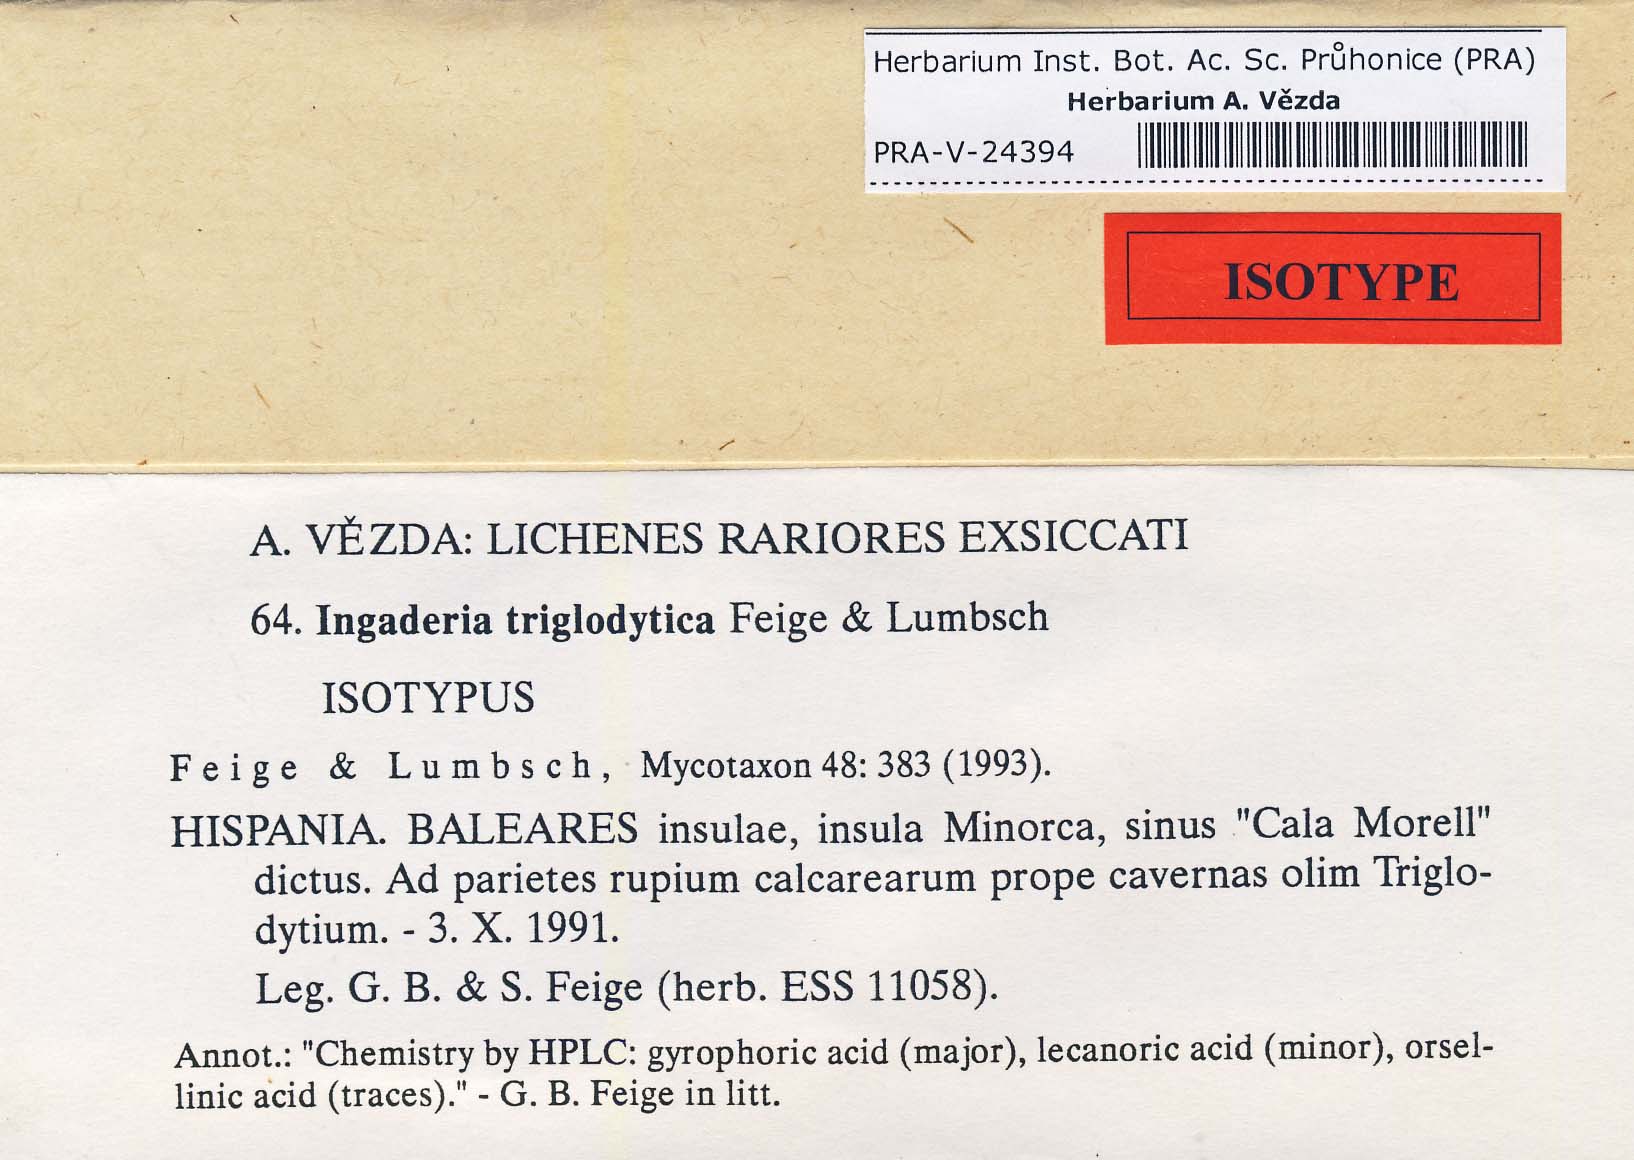 Herbarium Inst. Bot. Ac. Sc. Průhonice (PRA)
Herbarium A. Vězda
PRA-V-24394
ISOTYPE
A. VĚZDA: LICHENES RARIORES EXSICCATI
64. Ingaderia triglodytica Feige & Lumbsch
ISOTYPUS
Feige & Lumbsch, Mycotaxon 48: 383 (1993).
HISPANIA. BALEARES insulae, insula Minorca, sinus "Cala Morell"
dictus. Ad parietes rupium calcarearum prope cavernas olim Triglo-
dytium. - 3. X. 1991.
Leg. G. B. & S. Feige (herb. ESS 11058).
Annot.: "Chemistry by HPLC: gyrophoric acid (major), lecanoric acid (minor), orsel-
linic acid (traces)." - G. B. Feige in litt.